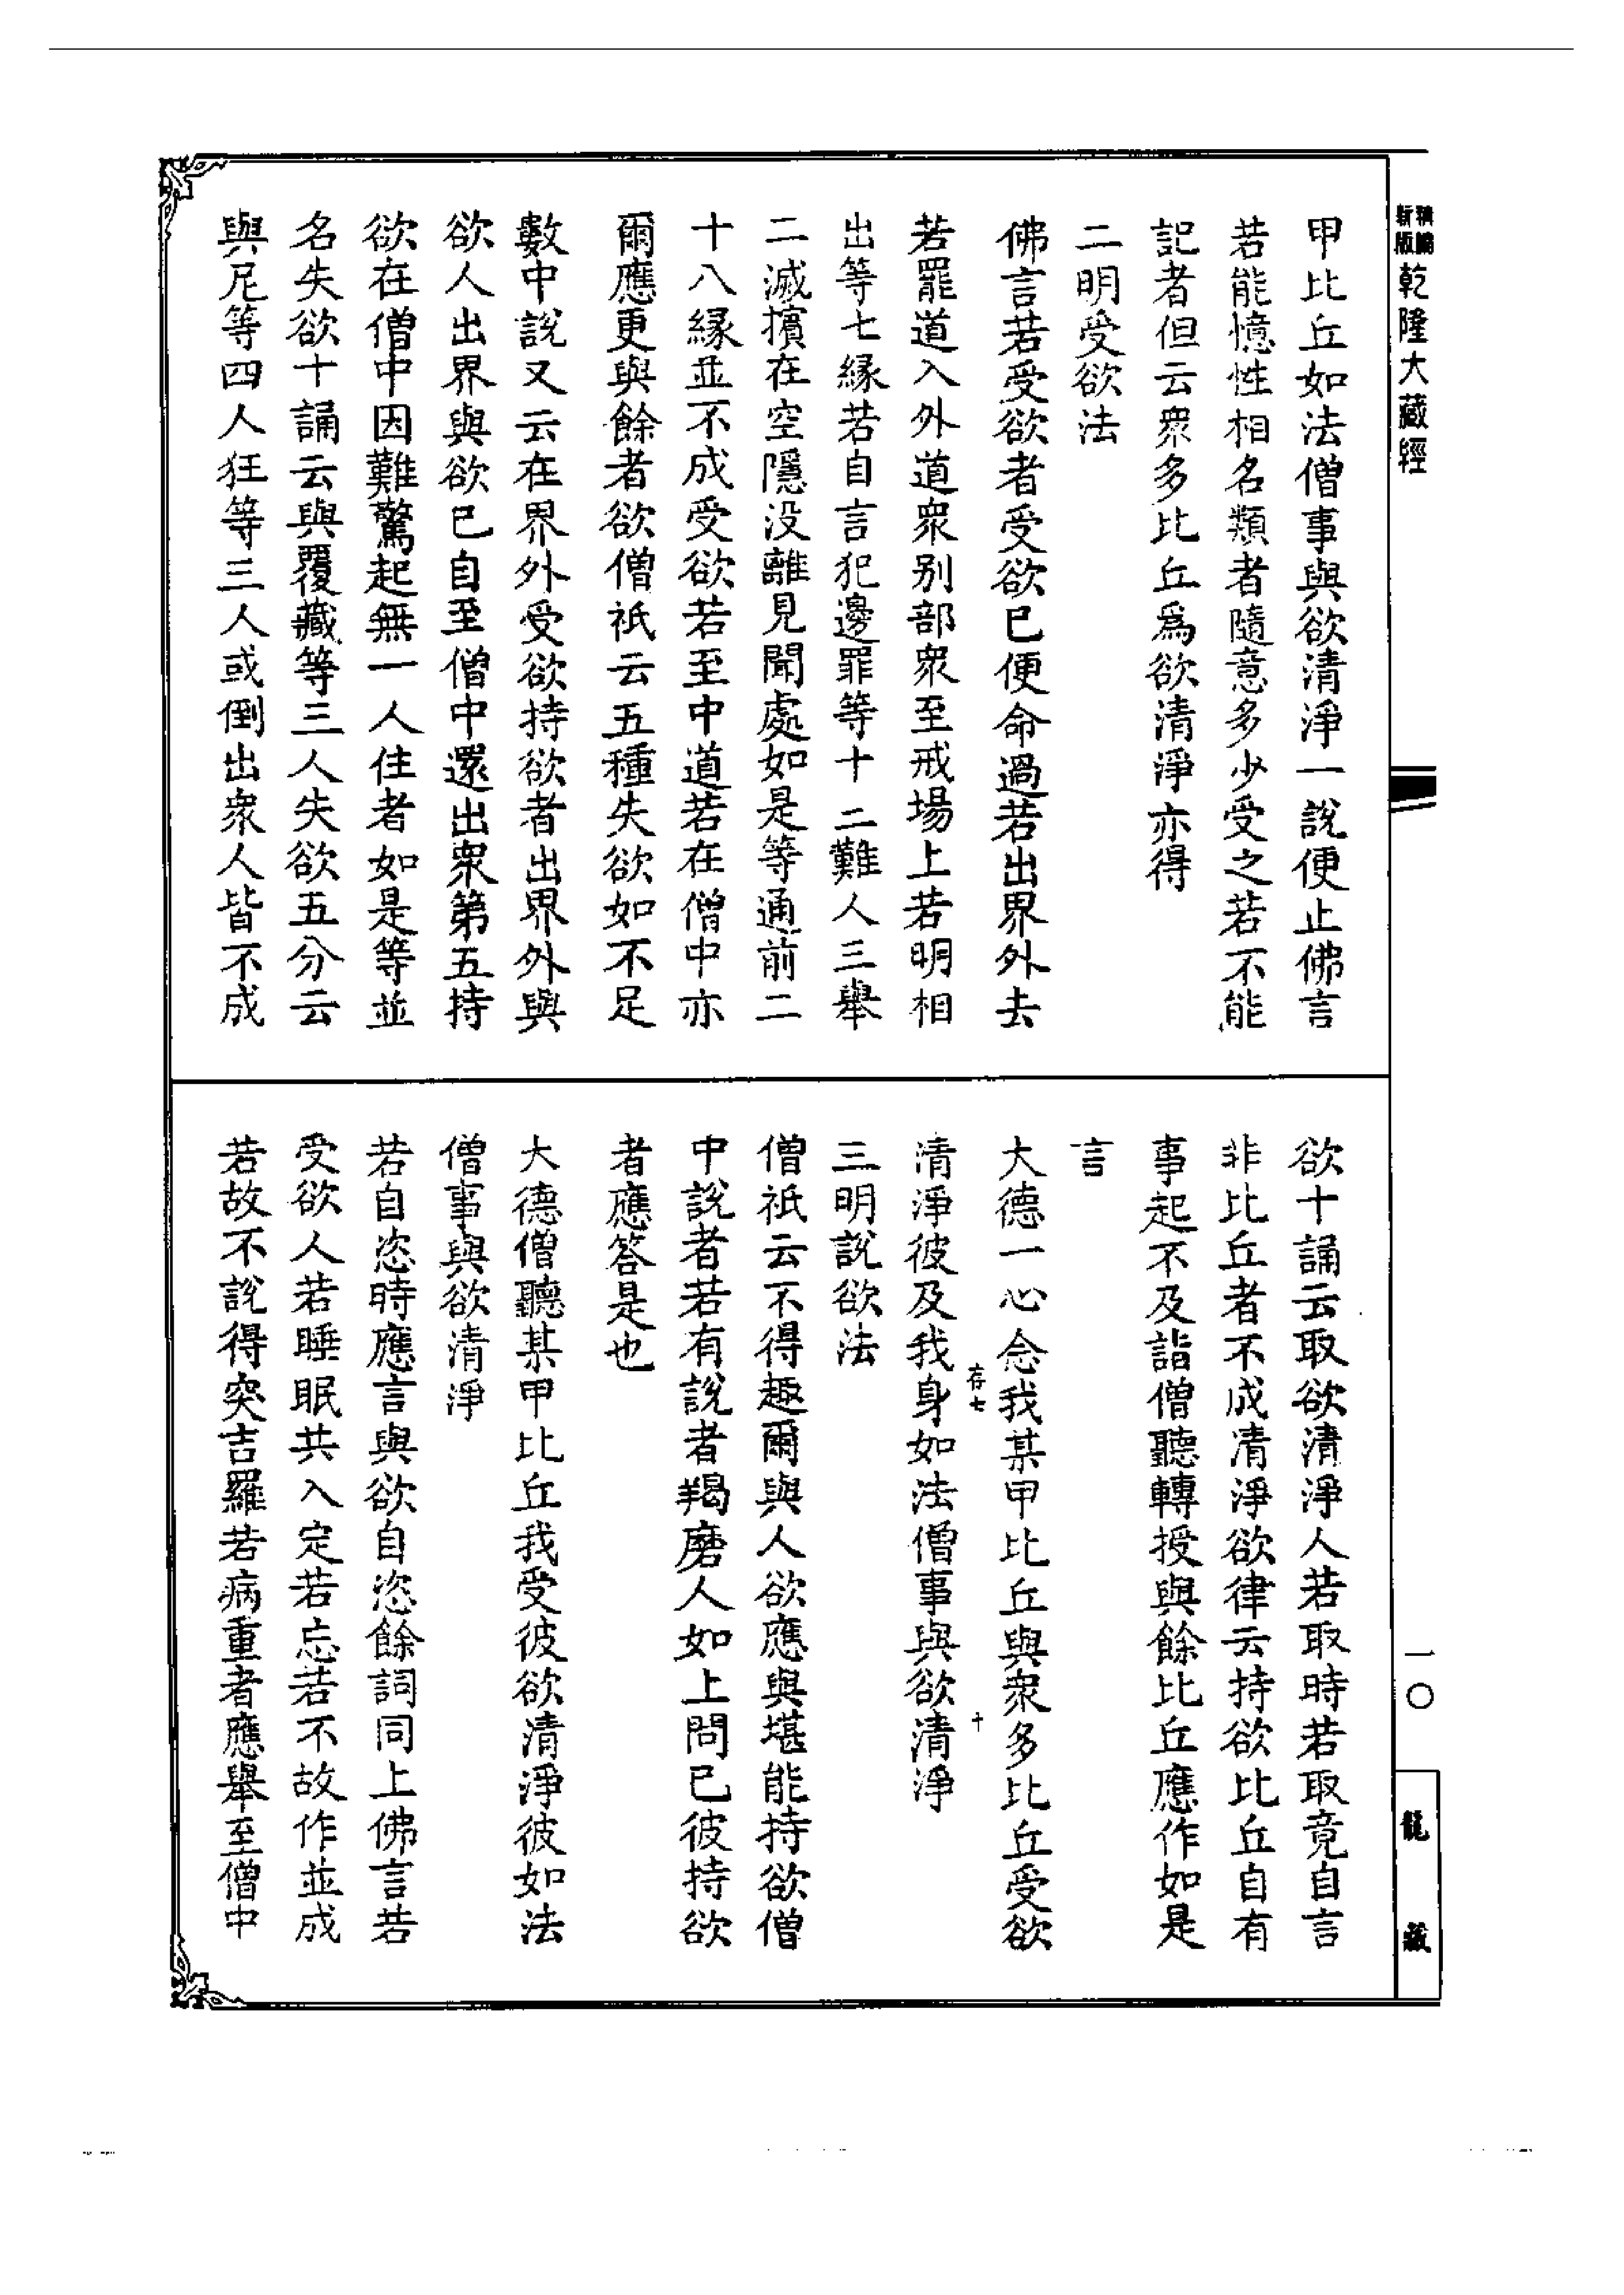 精編
新版
乾隆大藏經
一〇
龍藏
甲比丘如法僧事與欲清淨一說便止佛言
若能憶性相名類者隨意多少受之若不能
記者但云衆多比丘爲欲清淨亦得
二明受欲法
佛言若受欲者受欲已便命過若出界外去
若罷道入外道衆别部衆至戒場上若明相
出等七縁若自言犯邊罪等十二難人三舉
二滅擯在空隱没離見聞處如是等通前二
十八縁並不成受欲若至中道若在僧中亦
爾應更與餘者欲僧祇云五種失欲如不足
數中說又云在界外受欲持欲者出界外與
欲人出界與欲已自至僧中還出衆第五持
欲在僧中因難驚起無一人住者如是等並
名失欲十誦云與覆藏等三人失欲五分云
與尼等四人狂等三人或倒出衆人皆不成
欲十誦云取欲清淨人若取時若取竟自言
非比丘者不成清淨欲律云持欲比丘自有
事起不及詣僧聽轉授與餘比丘應作如是
言
大德一心念我某甲比丘與衆多比丘受欲
存七
十
清淨彼及我身如法僧事與欲清淨
三明說欲法
僧祇云不得趣爾與人欲應與堪能持欲僧
中說者若有說者羯磨人如上問已彼持欲
者應答是也
大德僧聽某甲比丘我受彼欲清淨彼如法
僧事與欲清淨
若自恣時應言與欲自恣餘詞同上佛言若
受欲人若睡眠共入定若忘若不故作並成
若故不說得突吉羅若病重者應舉至僧中